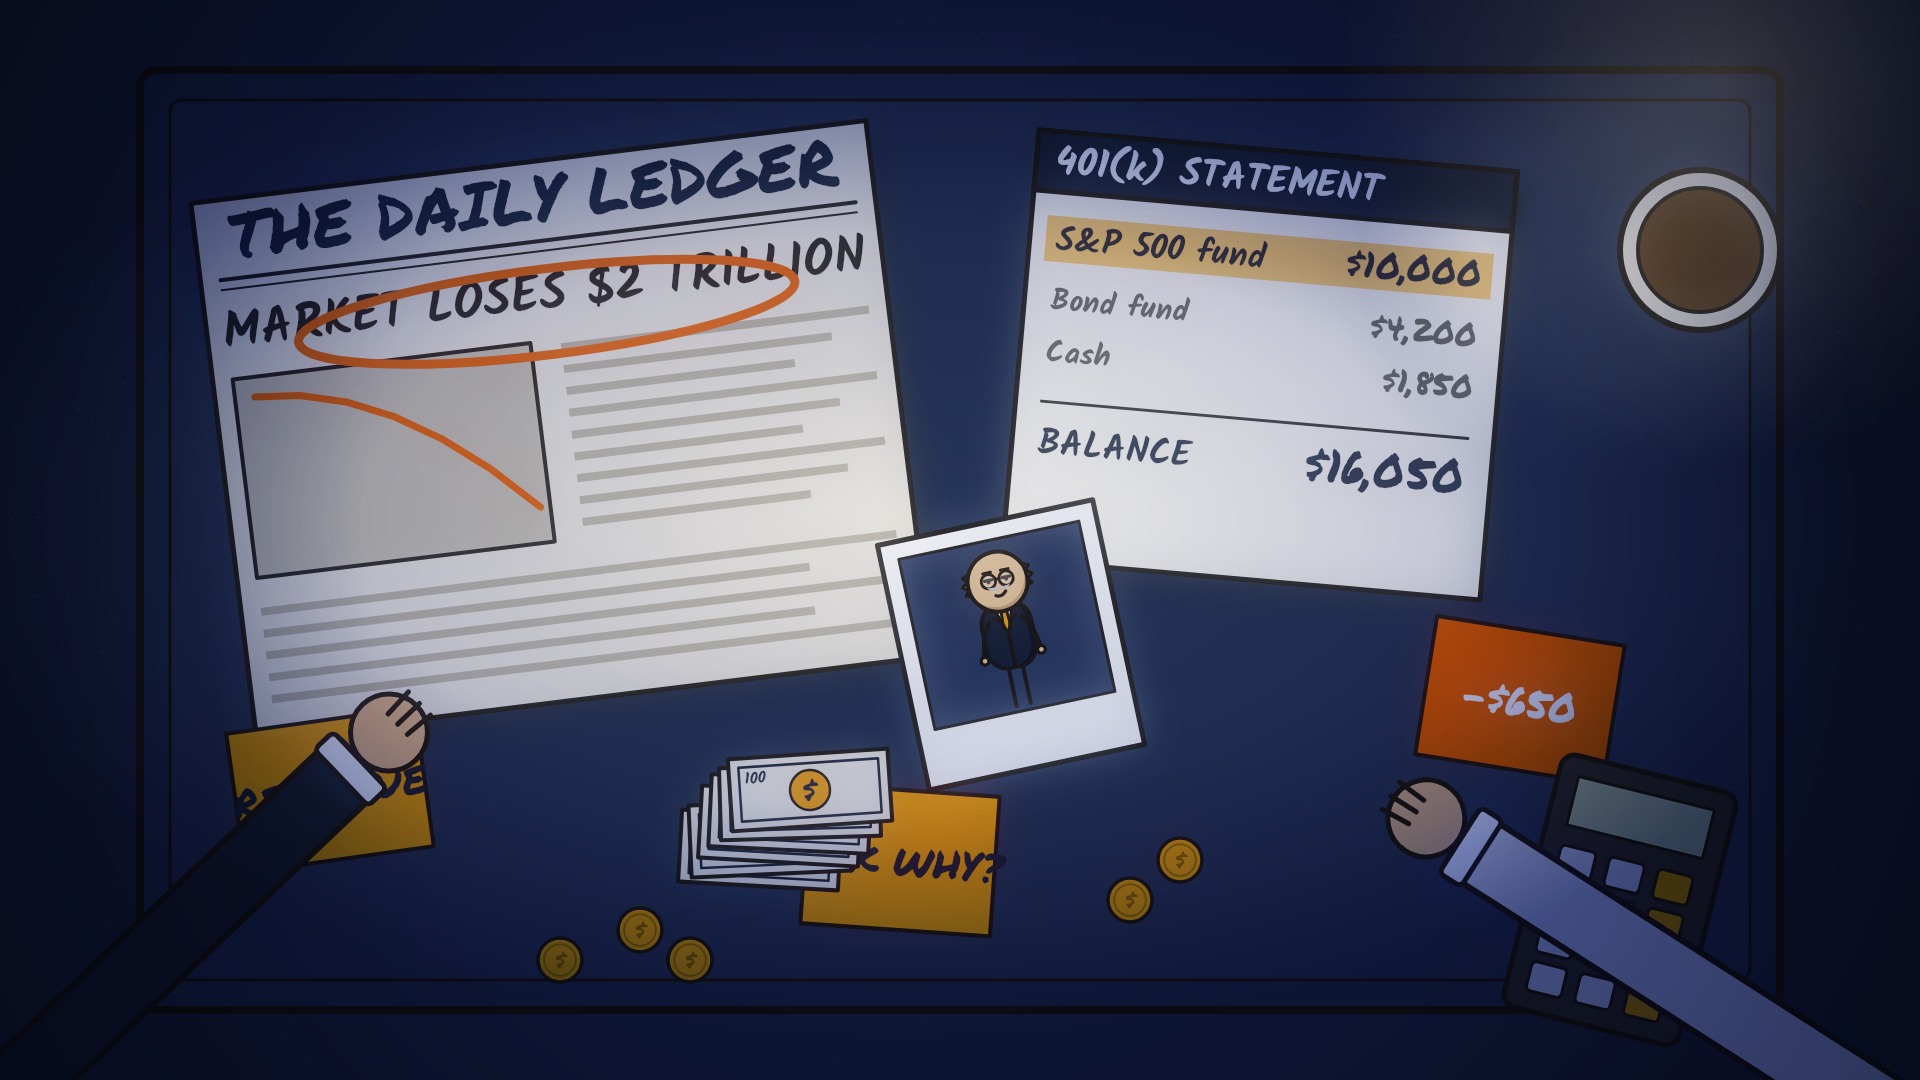 THE DAILY LEDGER
MARKET LOSES $2 TRILLION
401(k) STATEMENT
S&P 500 fund $10,000
Bond fund $4,200
Cash $1,850
BALANCE $16,050
-$650
100
$
WHY?
$
$
$
$
$